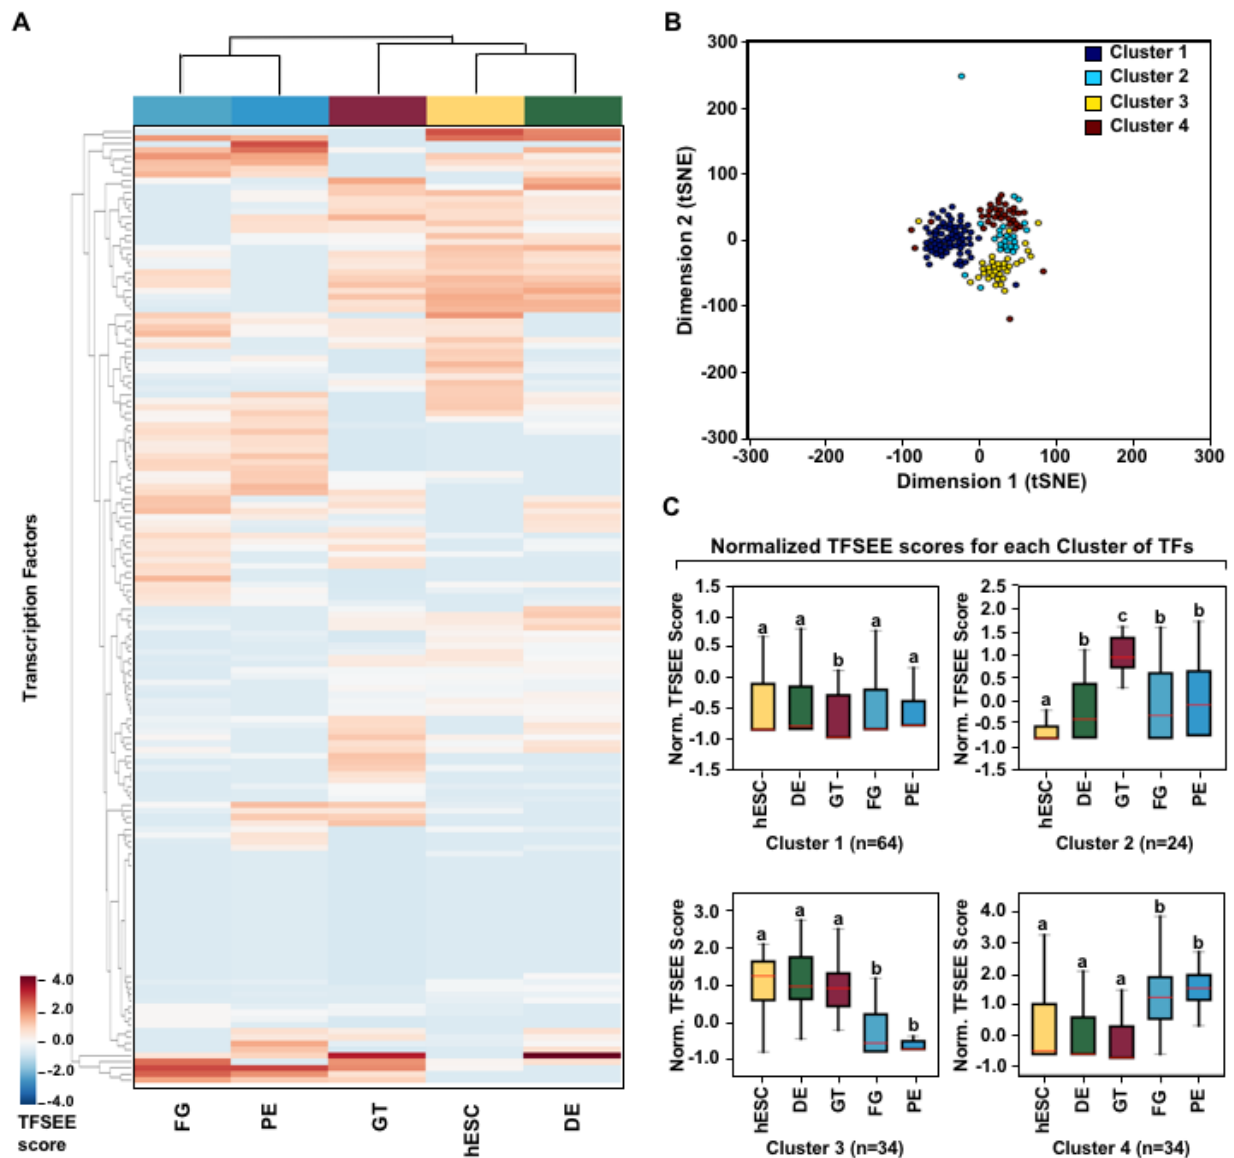 A
Transcription Factors
4.0
2.0
0.0
-2.0
-4.0
TFSEE
score
FG
PE
GT
hESC
DE
B
Cluster 1
Cluster 2
Cluster 3
Cluster 4
Dimension 2 (tSNE)
300
200
100
0
-100
-200
-300
-300 -200 -100 0 100 200 300
Dimension 1 (tSNE)
C
Normalized TFSEE scores for each Cluster of TFs
Norm. TFSEE Score
1.5
1.0
0.5
0.0
-0.5
-1.0
-1.5
a a b a a
hESC DE GT FG PE
Cluster 1 (n=64)
Norm. TFSEE Score
2.5
2.0
1.5
1.0
0.5
0.0
-0.5
-1.0
-1.5
a b c b b
hESC DE GT FG PE
Cluster 2 (n=24)
Norm. TFSEE Score
3.0
2.0
1.0
0.0
-1.0
a a a b b
hESC DE GT FG PE
Cluster 3 (n=34)
Norm. TFSEE Score
4.0
3.0
2.0
1.0
0.0
-1.0
a a a b b
hESC DE GT FG PE
Cluster 4 (n=34)